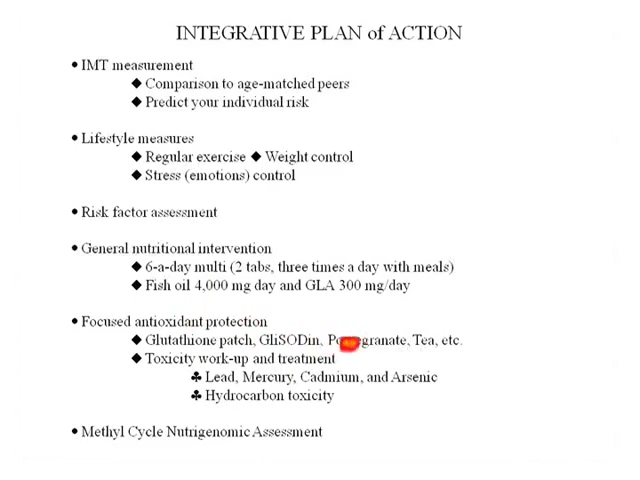 INTEGRATIVE PLAN of ACTION
• IMT measurement
◆ Comparison to age-matched peers
◆ Predict your individual risk
• Lifestyle measures
◆ Regular exercise ◆ Weight control
◆ Stress (emotions) control
• Risk factor assessment
• General nutritional intervention
◆ 6-a-day multi (2 tabs, three times a day with meals)
◆ Fish oil 4,000 mg day and GLA 300 mg/day
• Focused antioxidant protection
◆ Glutathione patch, GliSODin, Pomegranate, Tea, etc.
◆ Toxicity work-up and treatment
♣ Lead, Mercury, Cadmium, and Arsenic
♣ Hydrocarbon toxicity
• Methyl Cycle Nutrigenomic Assessment